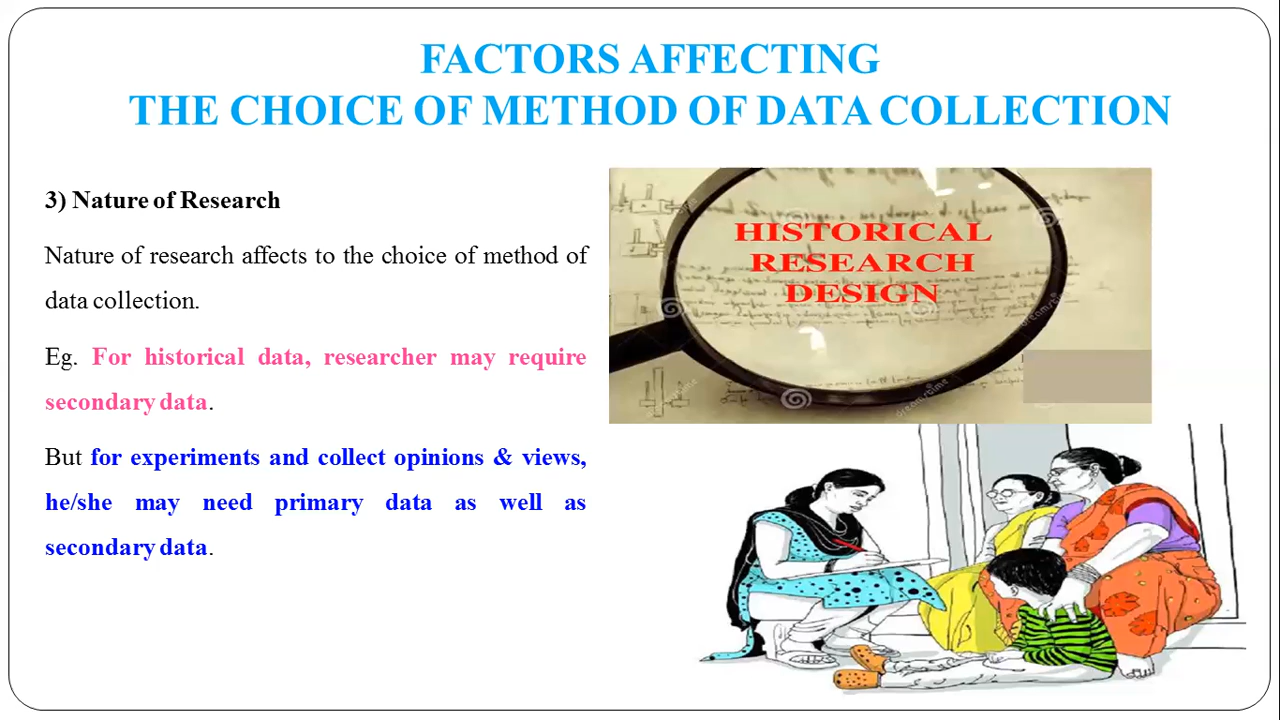 FACTORS AFFECTING
THE CHOICE OF METHOD OF DATA COLLECTION
3) Nature of Research
Nature of research affects to the choice of method of
data collection.
Eg. For historical data, researcher may require
secondary data.
But for experiments and collect opinions & views,
he/she may need primary data as well as
secondary data.
HISTORICAL
RESEARCH
DESIGN
dreamstime
dreamstime